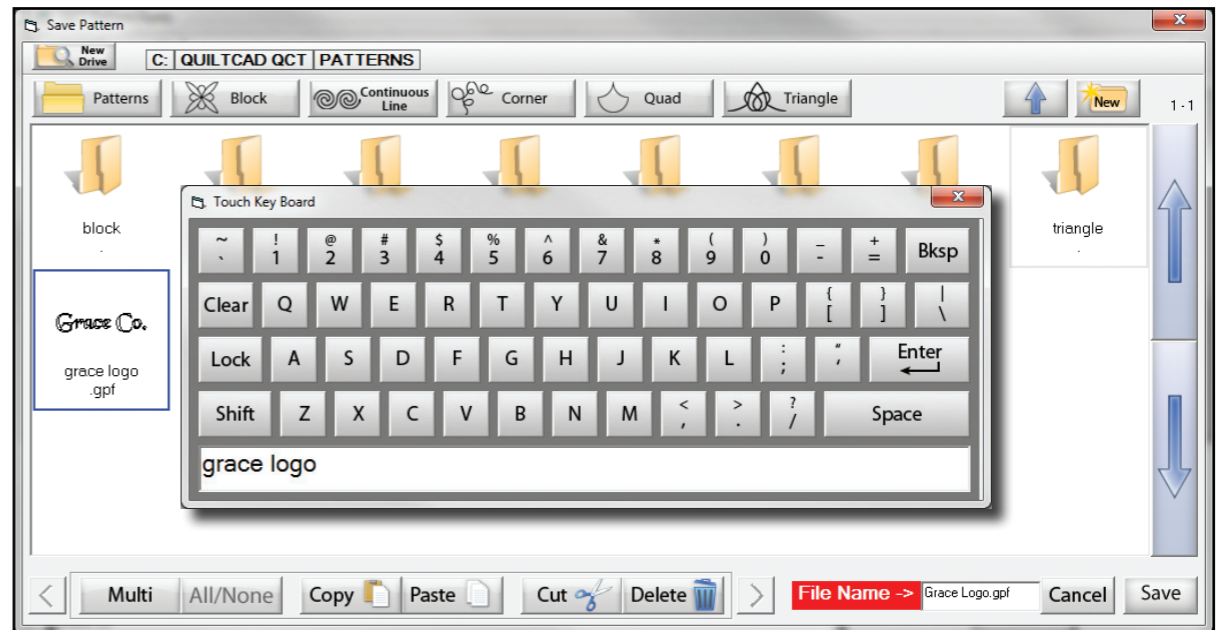 Save Pattern
New Drive C: QUILTCAD QCT PATTERNS
Patterns Block Continuous Line Corner Quad Triangle New 1 - 1
block triangle
. .
Touch Key Board
~ ` ! 1 @ 2 # 3 $ 4 % 5 ^ 6 & 7 * 8 ( 9 ) 0 _ - + = Bksp
Clear Q W E R T Y U I O P { [ } ] | \
Lock A S D F G H J K L : ; " ' Enter
Shift Z X C V B N M < , > . ? / Space
grace logo
Grace Co.
grace logo
.gpf
Multi All/None Copy Paste Cut Delete File Name -> Grace Logo.gpf Cancel Save